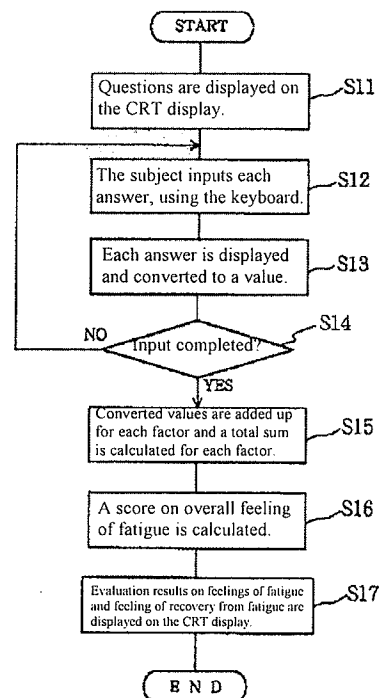 START
Questions are displayed on
the CRT display.
S11
The subject inputs each
answer, using the keyboard.
S12
Each answer is displayed
and converted to a value.
S13
Input completed?
S14
NO
YES
Converted values are added up
for each factor and a total sum
is calculated for each factor.
S15
A score on overall feeling
of fatigue is calculated.
S16
Evaluation results on feelings of fatigue
and feeling of recovery from fatigue are
displayed on the CRT display.
S17
END